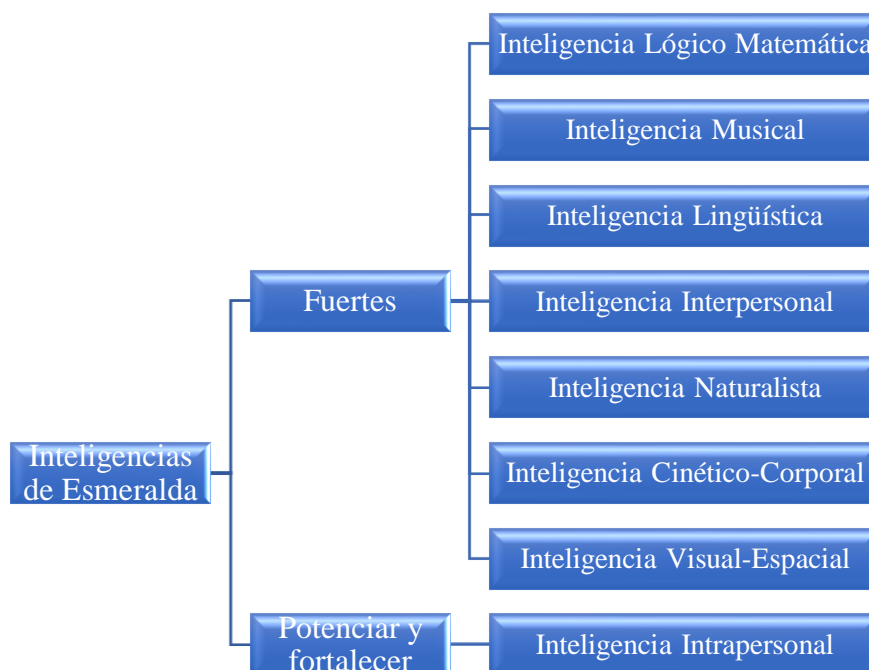 Inteligencias
de Esmeralda
Fuertes
Inteligencia Lógico Matemática
Inteligencia Musical
Inteligencia Lingüística
Inteligencia Interpersonal
Inteligencia Naturalista
Inteligencia Cinético-Corporal
Inteligencia Visual-Espacial
Potenciar y
fortalecer
Inteligencia Intrapersonal